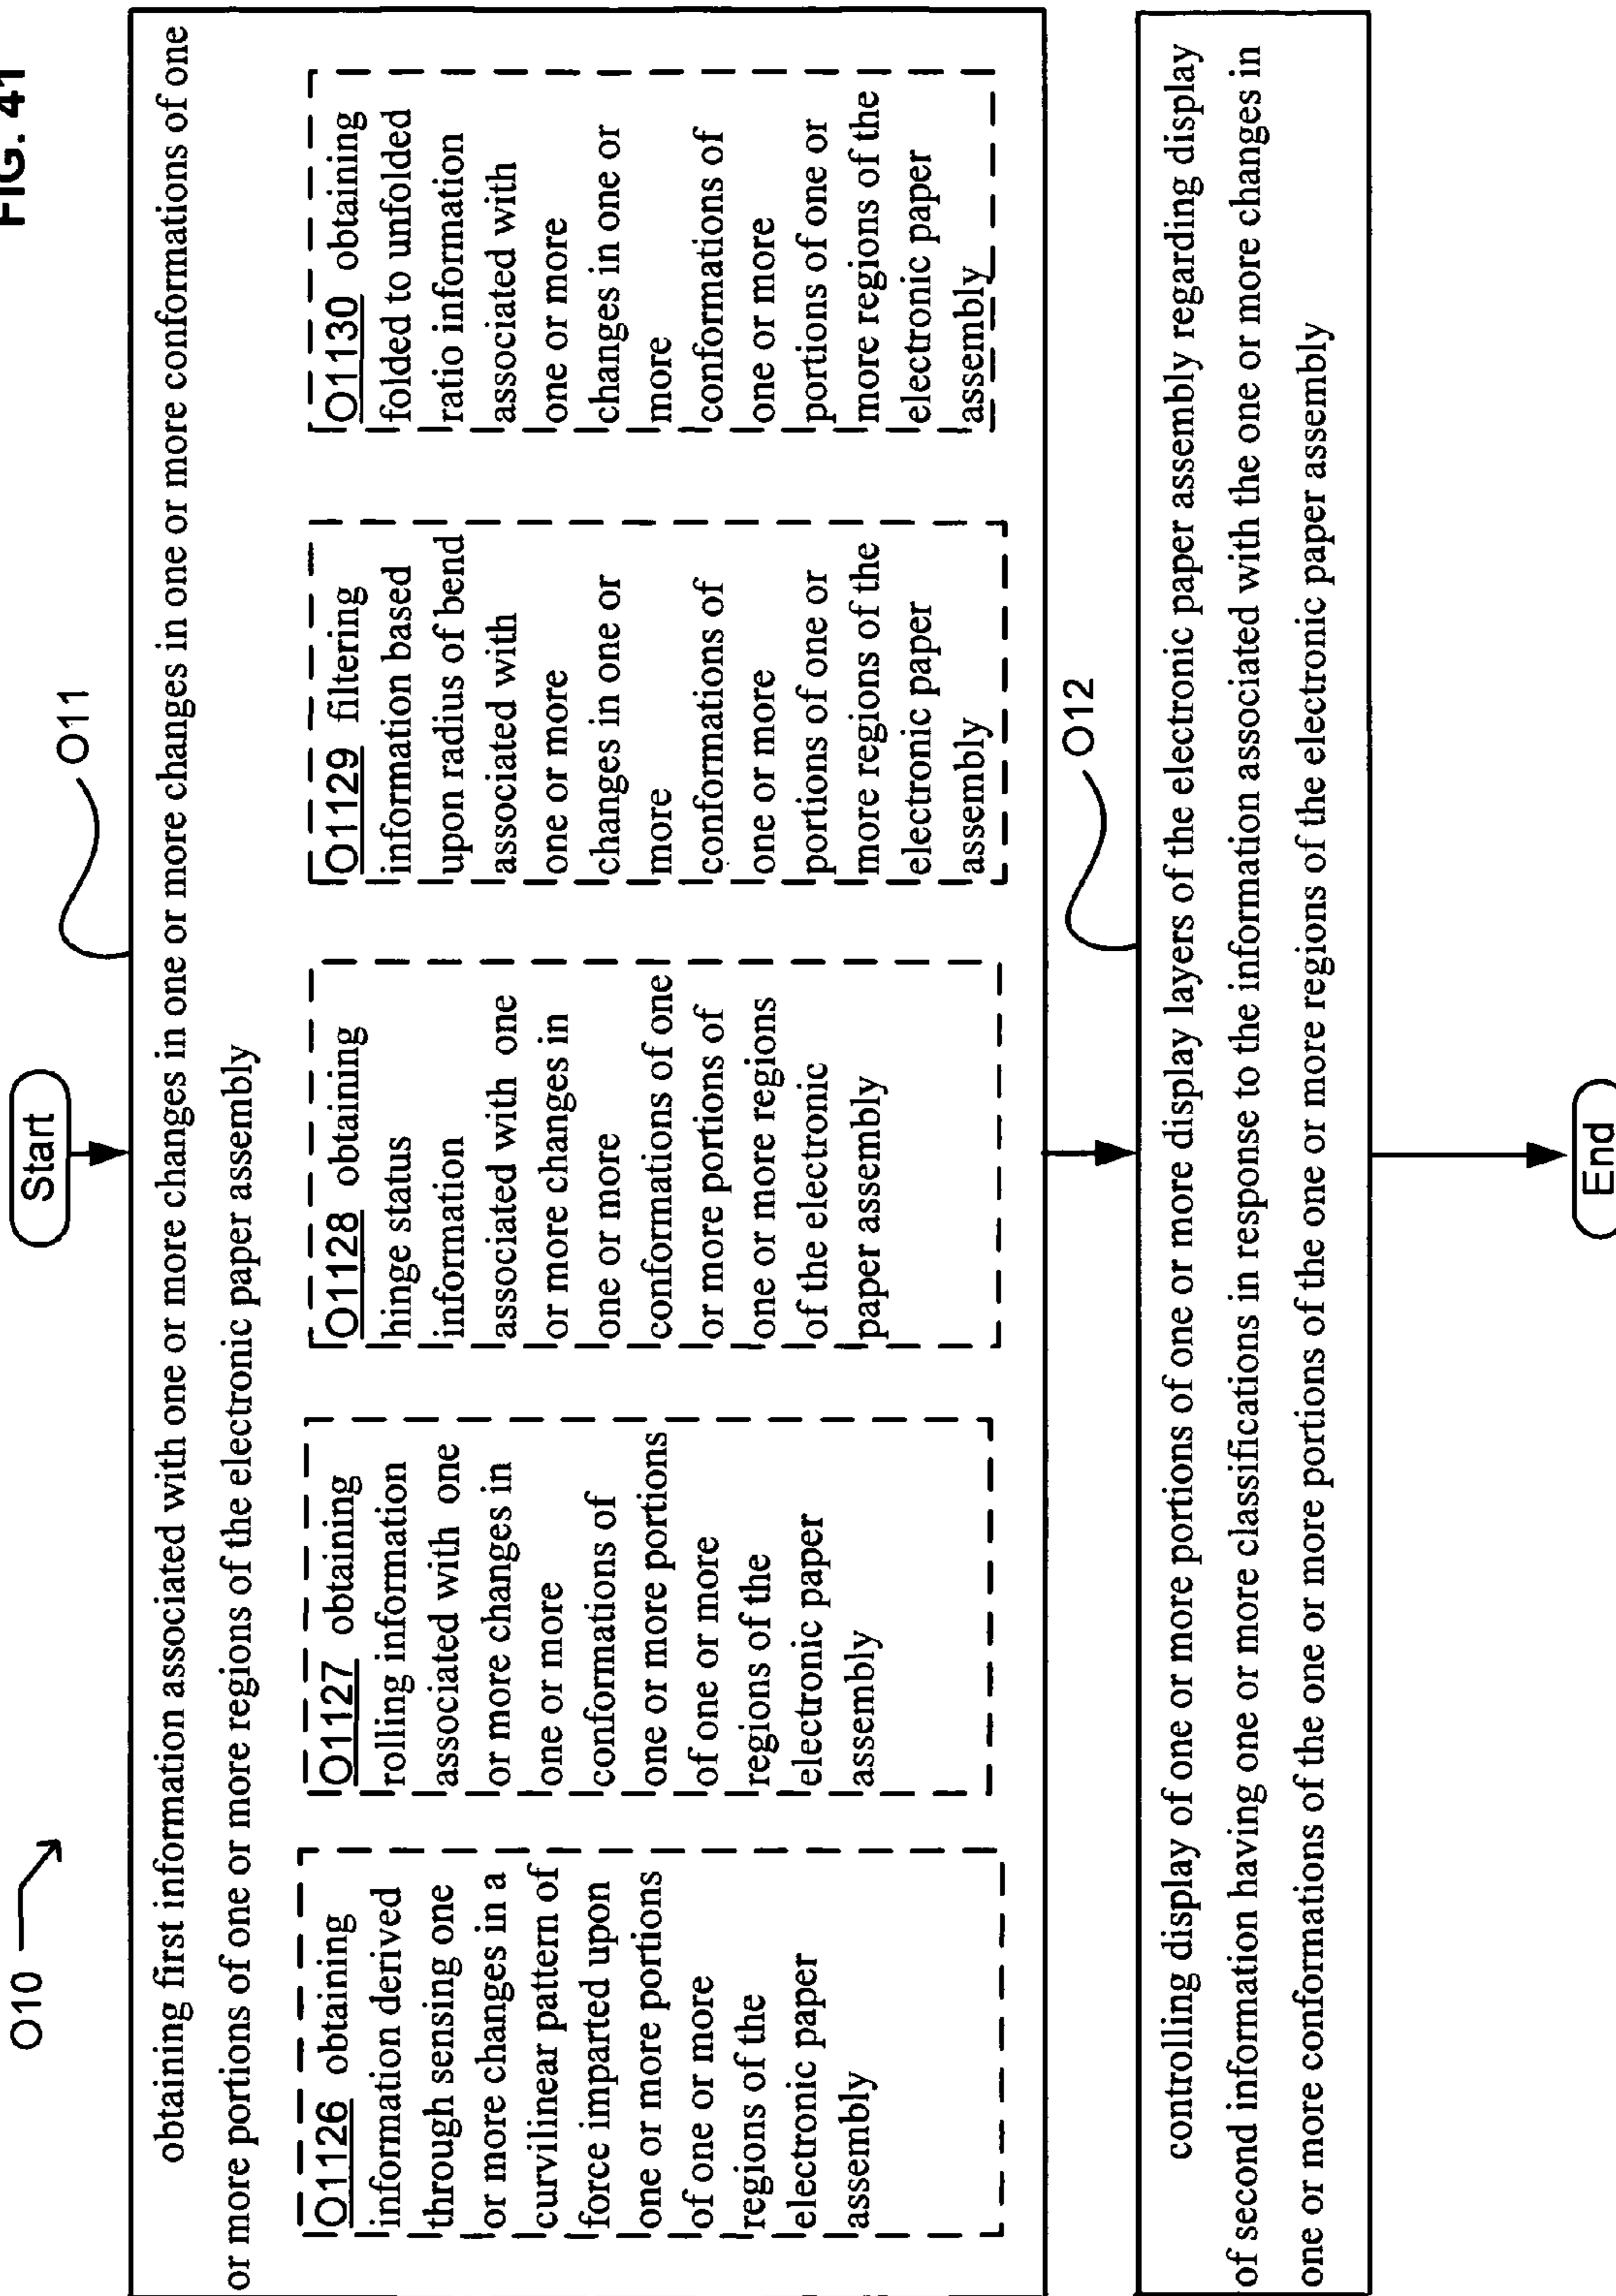 FIG. 41
O10
Start
O11
obtaining first information associated with one or more changes in one or more changes in one or more conformations of one
or more portions of one or more regions of the electronic paper assembly
O1126 obtaining
information derived
through sensing one
or more changes in a
curvilinear pattern of
force imparted upon
one or more portions
of one or more
regions of the
electronic paper
assembly
O1127 obtaining
rolling information
associated with one
or more changes in
one or more
conformations of
one or more portions
of one or more
regions of the
electronic paper
assembly
O1128 obtaining
hinge status
information
associated with one
or more changes in
one or more
conformations of one
or more portions of
one or more regions
of the electronic
paper assembly
O1129 filtering
information based
upon radius of bend
associated with
one or more
changes in one or
more
conformations of
one or more
portions of one or
more regions of the
electronic paper
assembly
O1130 obtaining
folded to unfolded
ratio information
associated with
one or more
changes in one or
more
conformations of
one or more
portions of one or
more regions of the
electronic paper
assembly
O12
controlling display of one or more portions of one or more display layers of the electronic paper assembly regarding display
of second information having one or more classifications in response to the information associated with the one or more changes in
one or more conformations of the one or more portions of the one or more regions of the electronic paper assembly
End